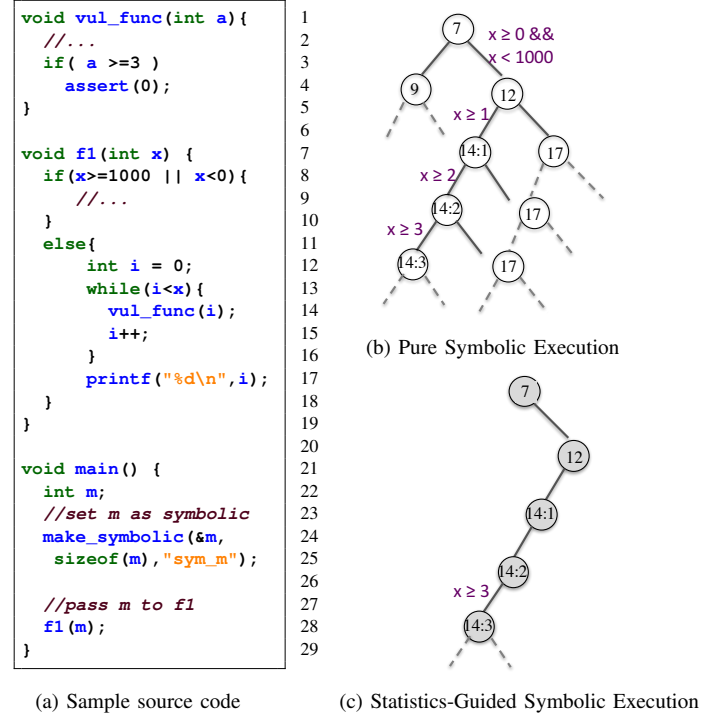 void vul_func(int a){ 1
//... 2
if( a >=3 ) 3
assert(0); 4
} 5
6
void f1(int x) { 7
if(x>=1000 || x<0){ 8
//... 9
} 10
else{ 11
int i = 0; 12
while(i<x){ 13
vul_func(i); 14
i++; 15
} 16
printf("%d\n",i); 17
} 18
} 19
20
void main() { 21
int m; 22
//set m as symbolic 23
make_symbolic(&m, 24
sizeof(m),"sym_m"); 25
26
//pass m to f1 27
f1(m); 28
} 29
(a) Sample source code
7
x ≥ 0 &&
x < 1000
9
12
x ≥ 1
14:1
17
x ≥ 2
14:2
17
x ≥ 3
14:3
17
(b) Pure Symbolic Execution
7
12
14:1
14:2
x ≥ 3
14:3
(c) Statistics-Guided Symbolic Execution